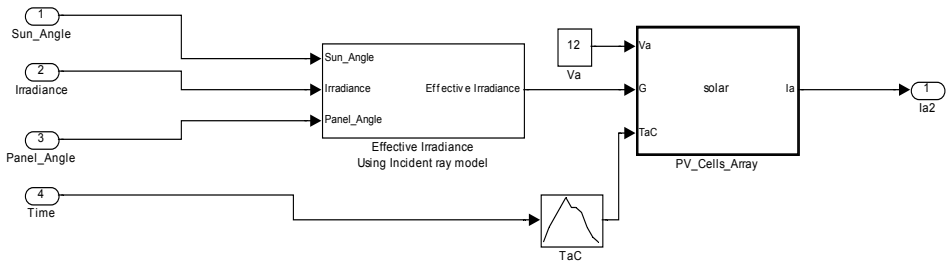 1
Sun_Angle
2
Irradiance
3
Panel_Angle
4
Time
Sun_Angle
Irradiance
Panel_Angle
Effective Irradiance
Effective Irradiance
Using Incident ray model
12
Va
TaC
Va
G
TaC
solar
Ia
PV_Cells_Array
1
Ia2